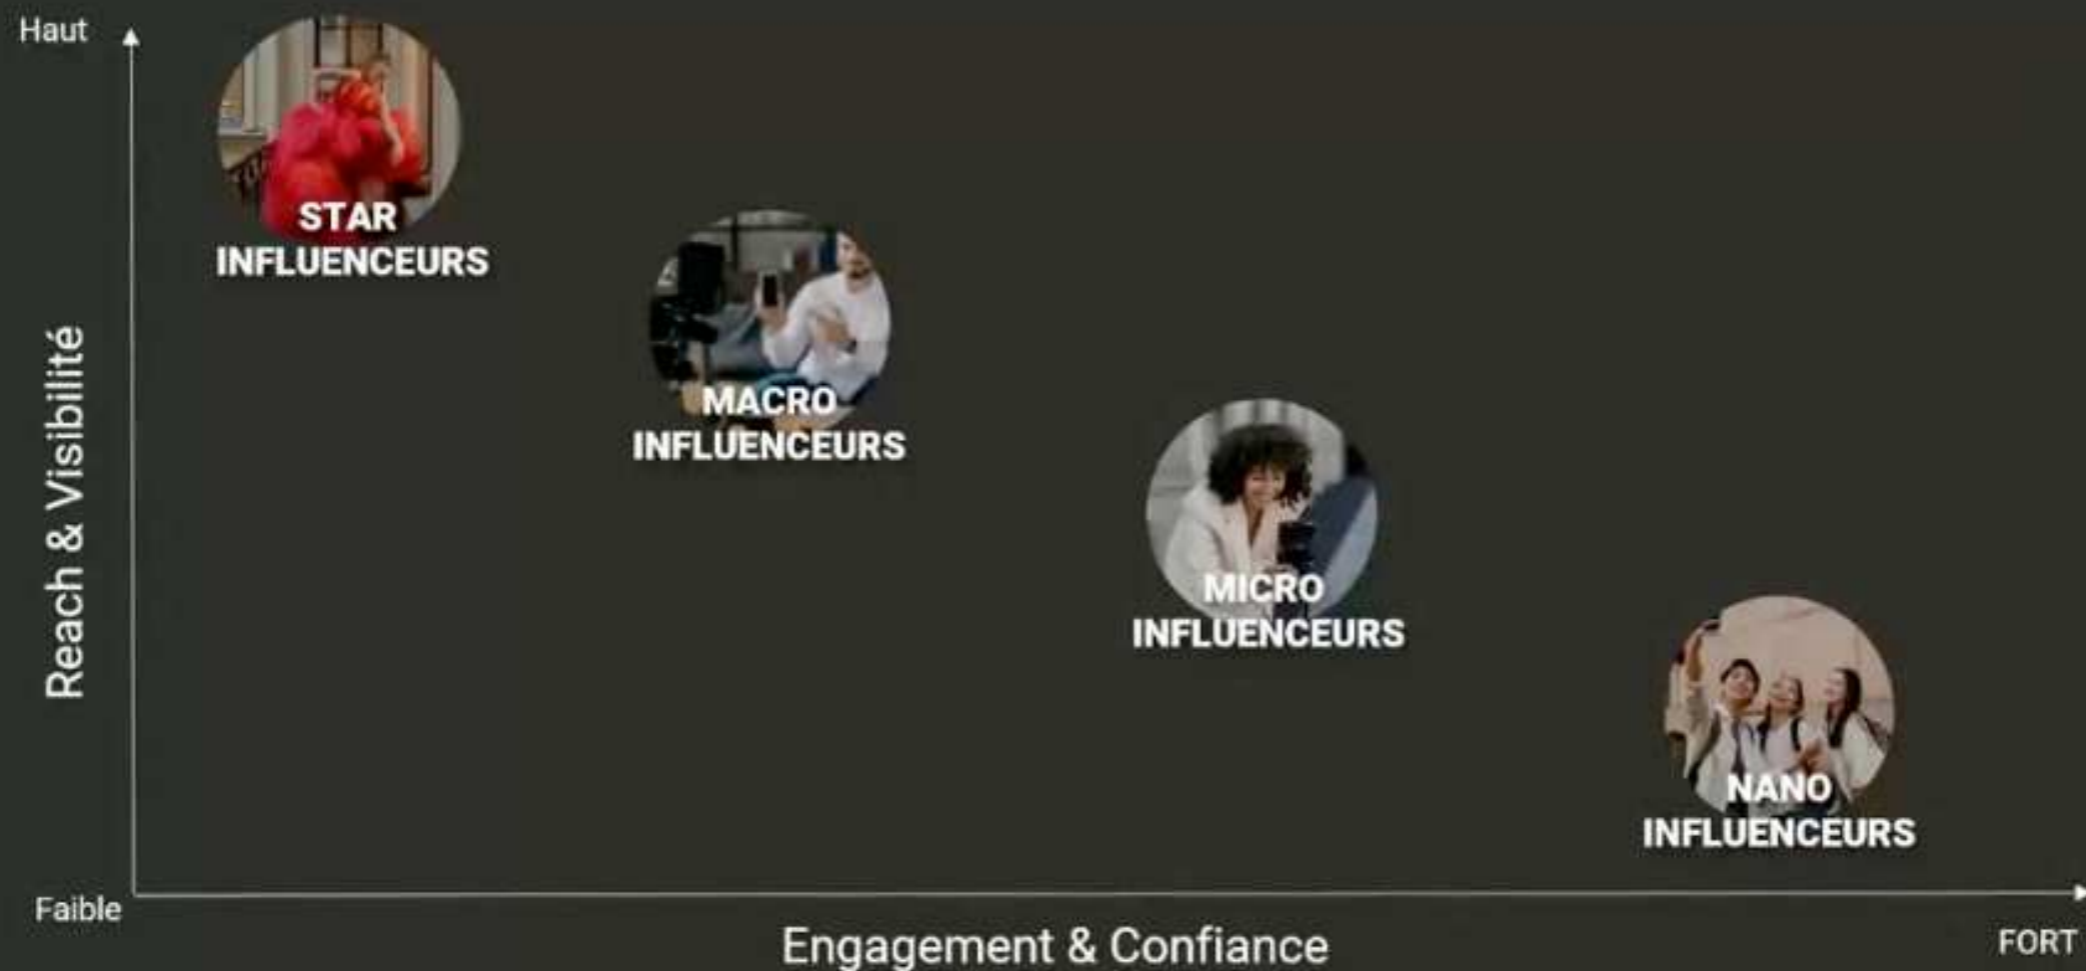 Haut
STAR
INFLUENCEURS
MACRO
INFLUENCEURS
Reach & Visibilité
MICRO
INFLUENCEURS
NANO
INFLUENCEURS
Faible
Engagement & Confiance
FORT